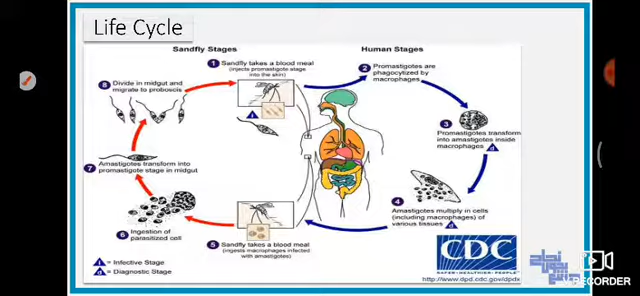 Life Cycle
Sandfly Stages
Human Stages
1 Sandfly takes a blood meal
(injects promastigote stage
into the skin)
2 Promastigotes are
phagocytized by
macrophages
3
Promastigotes transform
into amastigotes inside
macrophages d
4
Amastigotes multiply in cells
(including macrophages) of
various tissues d
5 Sandfly takes a blood meal
(ingests macrophages infected
with amastigotes)
6 Ingestion of
parasitized cell
7 Amastigotes transform into
promastigote stage in midgut
8 Divide in midgut and
migrate to proboscis
i
i = Infective Stage
d = Diagnostic Stage
CDC
SAFER·HEALTHIER·PEOPLE
http://www.dpd.cdc.gov/dpdx
RECORDER